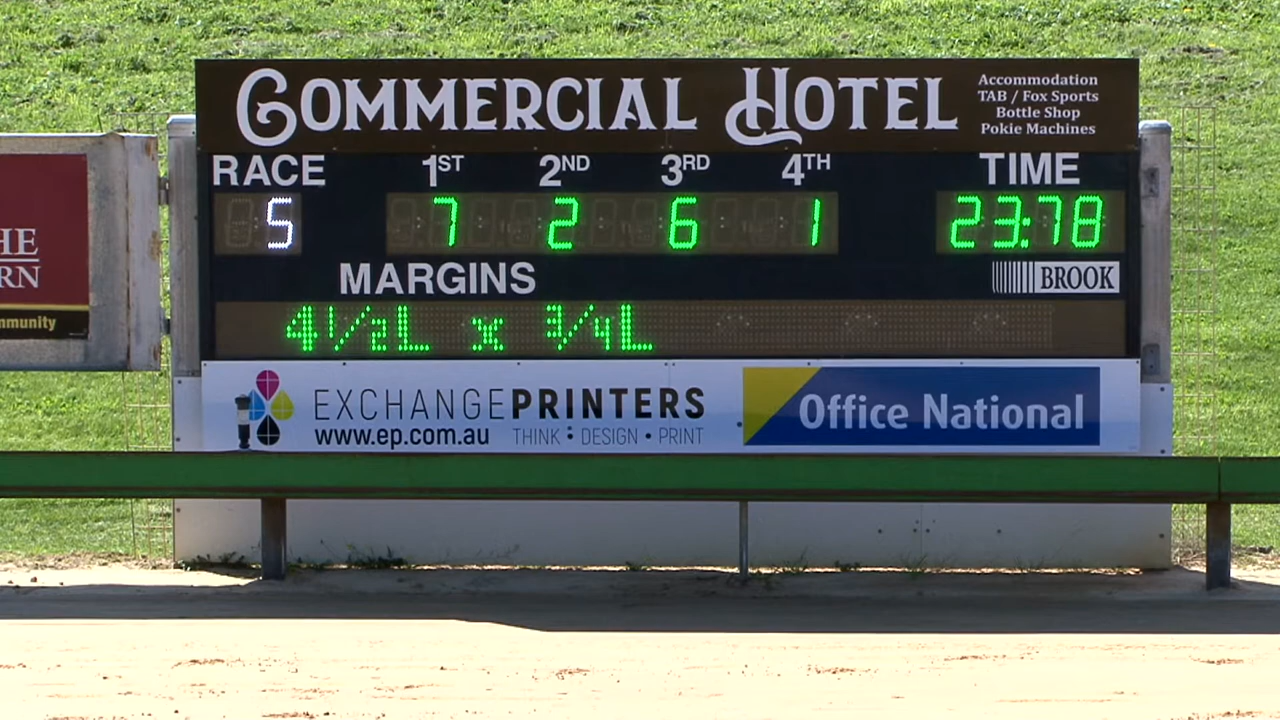 COMMERCIAL HOTEL
Accommodation
TAB / Fox Sports
Bottle Shop
Pokie Machines
RACE 1ST 2ND 3RD 4TH TIME
5 7 2 6 1 23:78
MARGINS
BROOK
4 1/2L x 3/4L
EXCHANGEPRINTERS
www.ep.com.au THINK : DESIGN • PRINT
Office National